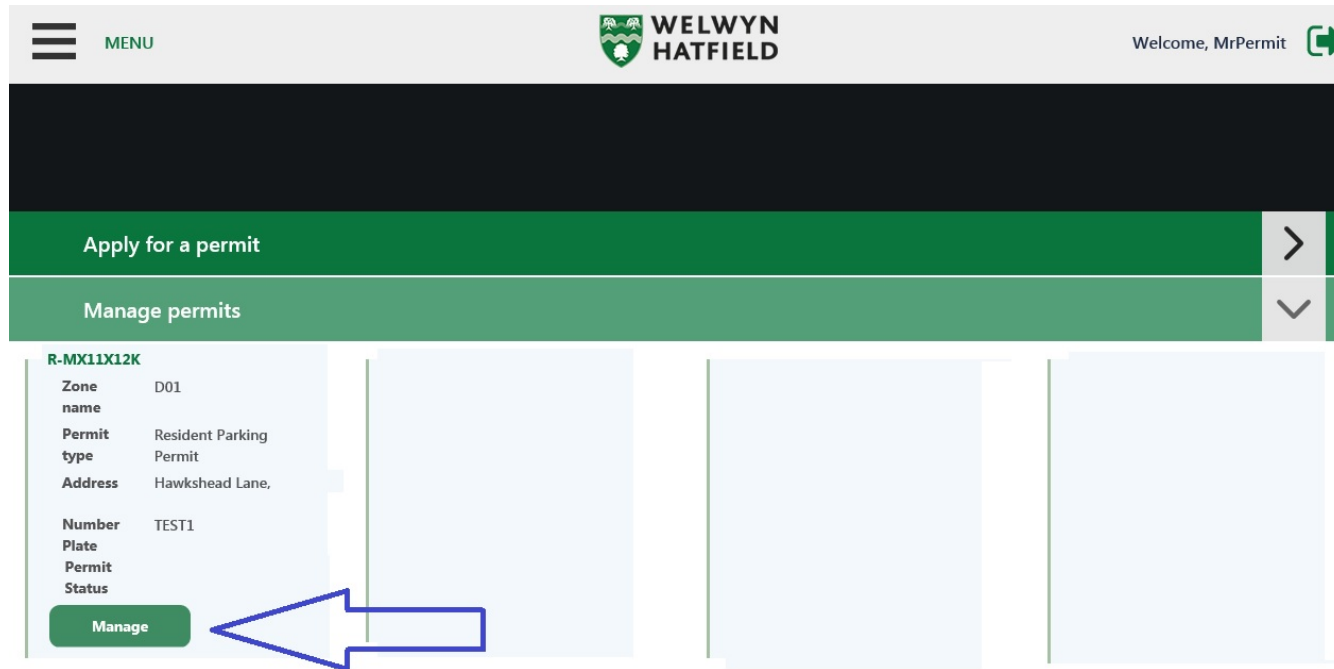 MENU
WELWYN
HATFIELD
Welcome, MrPermit
Apply for a permit
Manage permits
R-MX11X12K
Zone name D01
Permit type Resident Parking Permit
Address Hawkshead Lane,
Number Plate TEST1
Permit Status
Manage